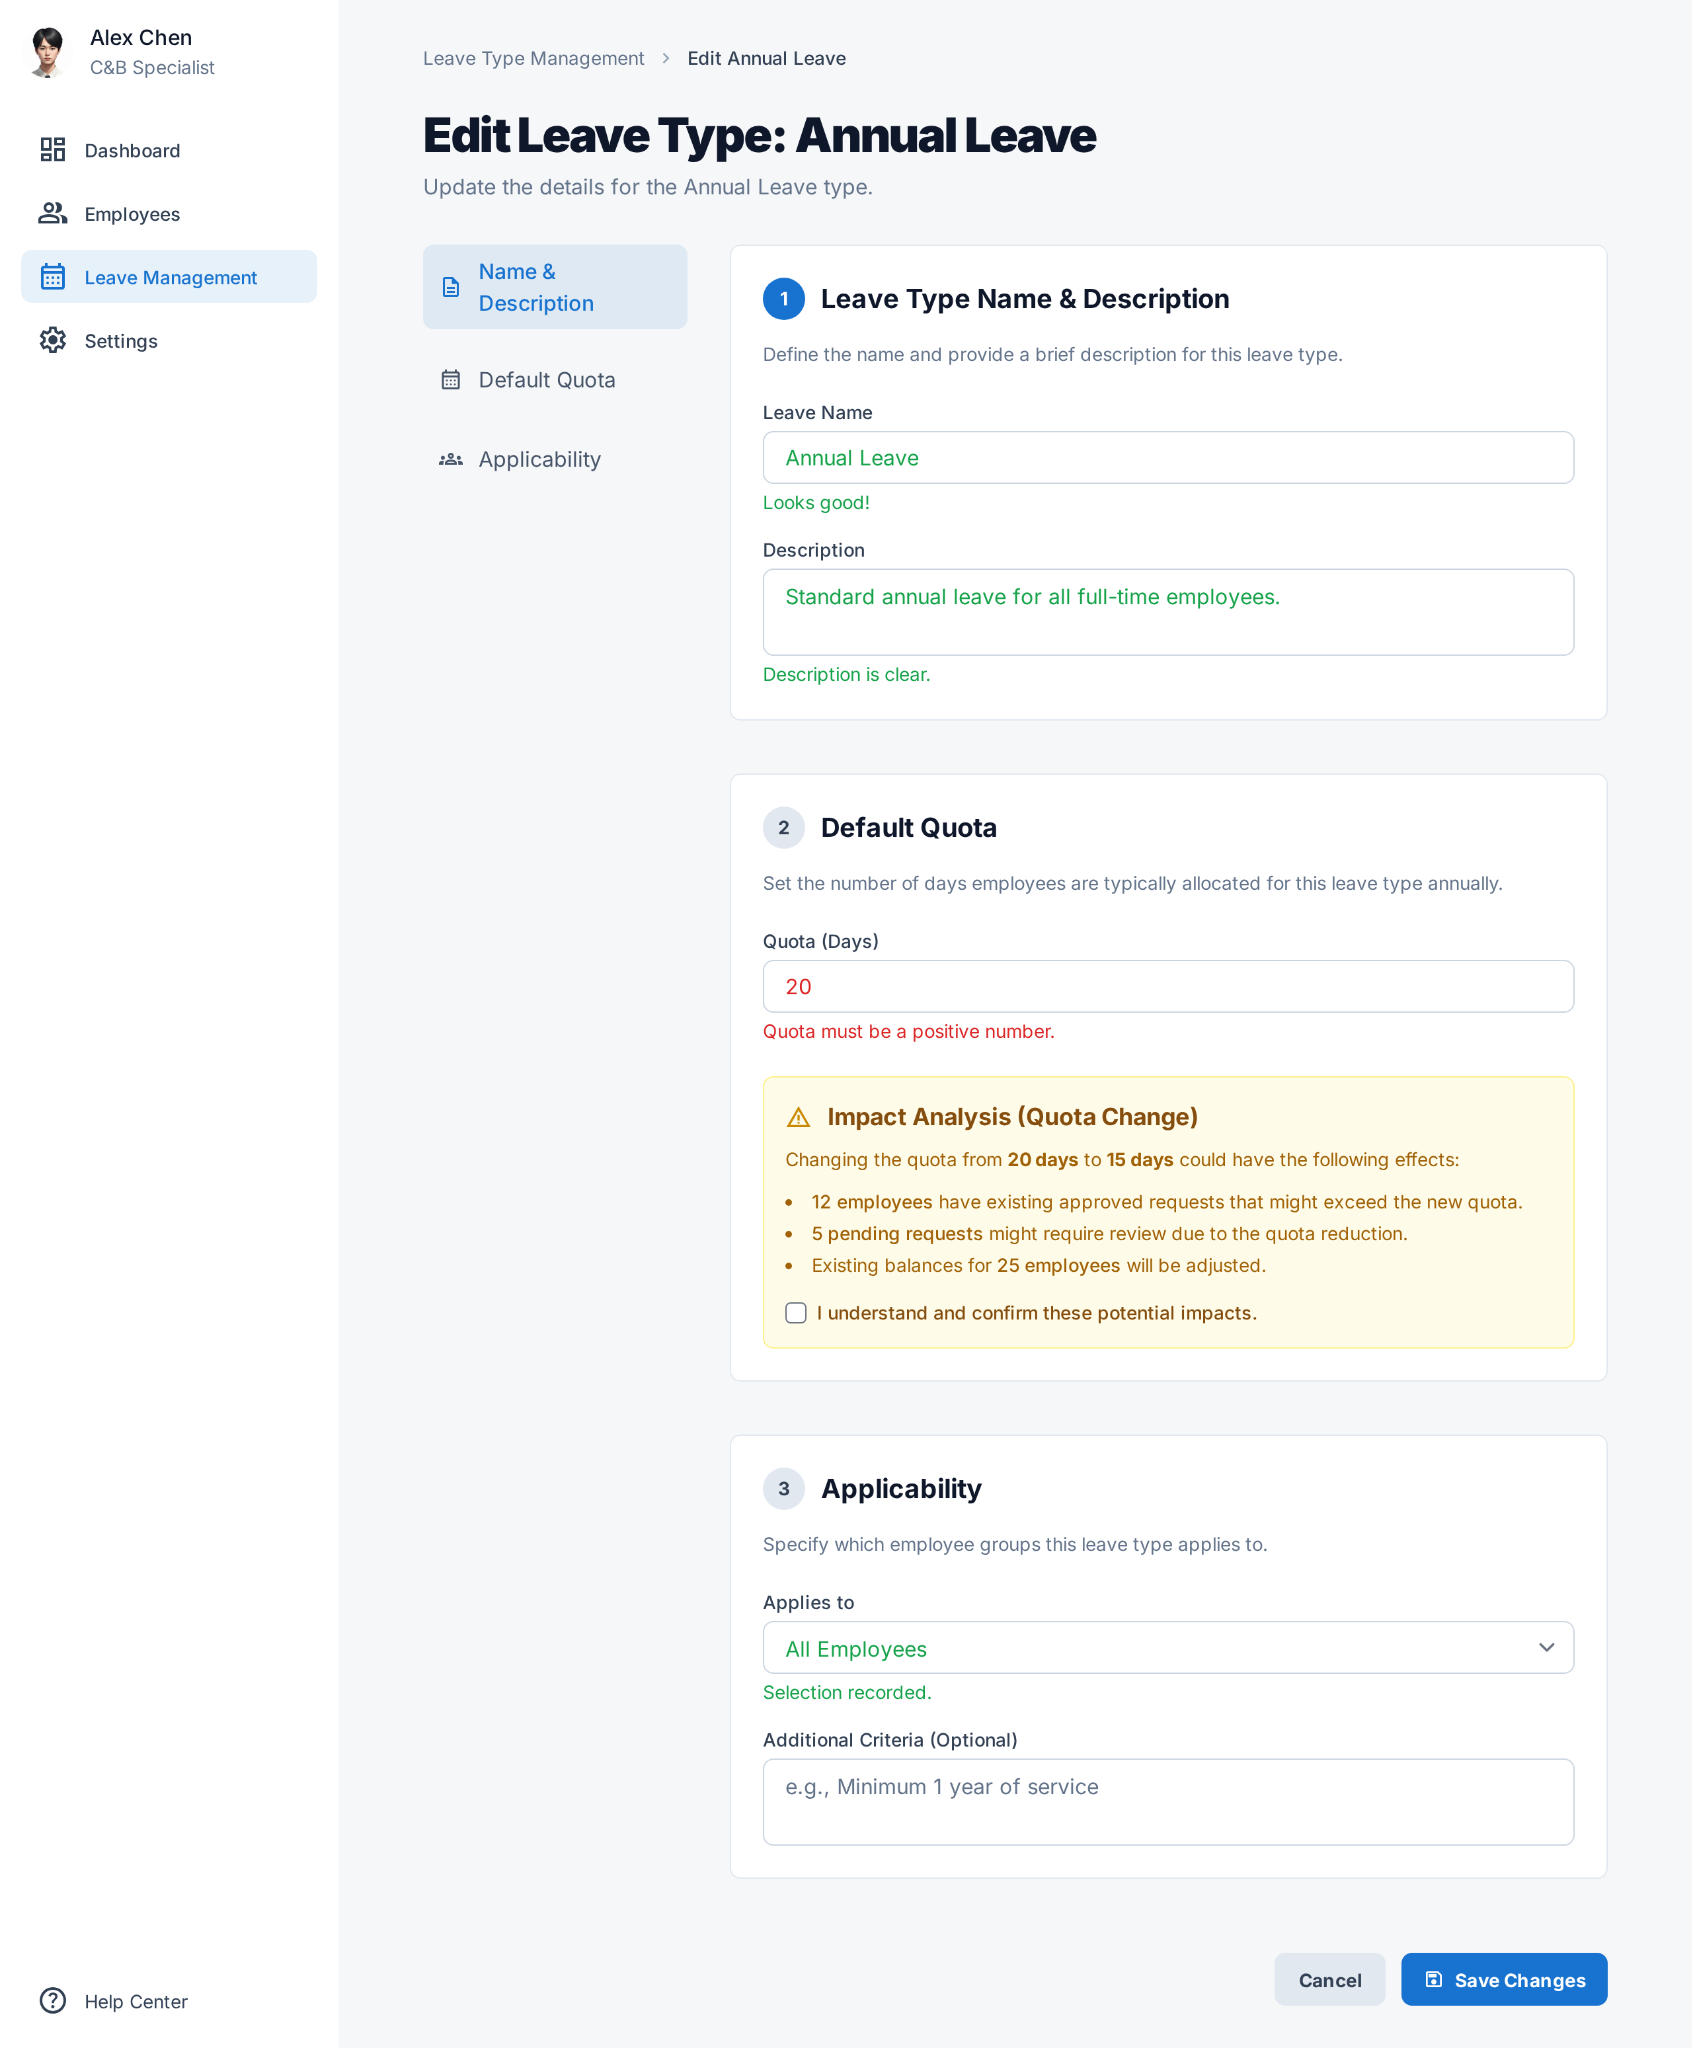 Alex Chen
C&B Specialist
Dashboard
Employees
Leave Management
Settings
Help Center
Leave Type Management > Edit Annual Leave
Edit Leave Type: Annual Leave
Update the details for the Annual Leave type.
Name &
Description
Default Quota
Applicability
1 Leave Type Name & Description
Define the name and provide a brief description for this leave type.
Leave Name
Annual Leave
Looks good!
Description
Standard annual leave for all full-time employees.
Description is clear.
2 Default Quota
Set the number of days employees are typically allocated for this leave type annually.
Quota (Days)
20
Quota must be a positive number.
Impact Analysis (Quota Change)
Changing the quota from 20 days to 15 days could have the following effects:
• 12 employees have existing approved requests that might exceed the new quota.
• 5 pending requests might require review due to the quota reduction.
• Existing balances for 25 employees will be adjusted.
I understand and confirm these potential impacts.
3 Applicability
Specify which employee groups this leave type applies to.
Applies to
All Employees
Selection recorded.
Additional Criteria (Optional)
e.g., Minimum 1 year of service
Cancel
Save Changes